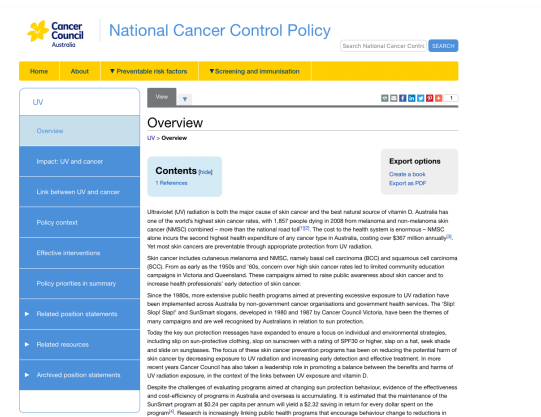 Cancer
Council
Australia
National Cancer Control Policy
Search National Cancer Contr
SEARCH
Home About ▼ Preventable risk factors ▼ Screening and immunisation
UV
Overview
Impact: UV and cancer
Link between UV and cancer
Policy context
Effective interventions
Policy priorities in summary
▶ Related position statements
▶ Related resources
▶ Archived position statements
View ▼
1
Overview
UV > Overview
Contents [hide]
1 References
Export options
Create a book
Export as PDF
Ultraviolet (UV) radiation is both the major cause of skin cancer and the best natural source of vitamin D. Australia has
one of the world's highest skin cancer rates, with 1,857 people dying in 2008 from melanoma and non-melanoma skin
cancer (NMSC) combined – more than the national road toll[1][2]. The cost to the health system is enormous – NMSC
alone incurs the second highest health expenditure of any cancer type in Australia, costing over $367 million annually[3].
Yet most skin cancers are preventable through appropriate protection from UV radiation.
Skin cancer includes cutaneous melanoma and NMSC, namely basal cell carcinoma (BCC) and squamous cell carcinoma
(SCC). From as early as the 1950s and '60s, concern over high skin cancer rates led to limited community education
campaigns in Victoria and Queensland. These campaigns aimed to raise public awareness about skin cancer and to
increase health professionals' early detection of skin cancer.
Since the 1980s, more extensive public health programs aimed at preventing excessive exposure to UV radiation have
been implemented across Australia by non-government cancer organisations and government health services. The 'Slip!
Slop! Slap!' and SunSmart slogans, developed in 1980 and 1987 by Cancer Council Victoria, have been the themes of
many campaigns and are well recognised by Australians in relation to sun protection.
Today the key sun protection messages have expanded to ensure a focus on individual and environmental strategies,
including slip on sun-protective clothing, slop on sunscreen with a rating of SPF30 or higher, slap on a hat, seek shade
and slide on sunglasses. The focus of these skin cancer prevention programs has been on reducing the potential harm of
skin cancer by decreasing exposure to UV radiation and increasing early detection and effective treatment. In more
recent years Cancer Council has also taken a leadership role in promoting a balance between the benefits and harms of
UV radiation exposure, in the context of the links between UV exposure and vitamin D.
Despite the challenges of evaluating programs aimed at changing sun protection behaviour, evidence of the effectiveness
and cost-efficiency of programs in Australia and overseas is accumulating. It is estimated that the maintenance of the
SunSmart program at $0.24 per capita per annum will yield a $2.32 saving in return for every dollar spent on the
program[4]. Research is increasingly linking public health programs that encourage behaviour change to reductions in